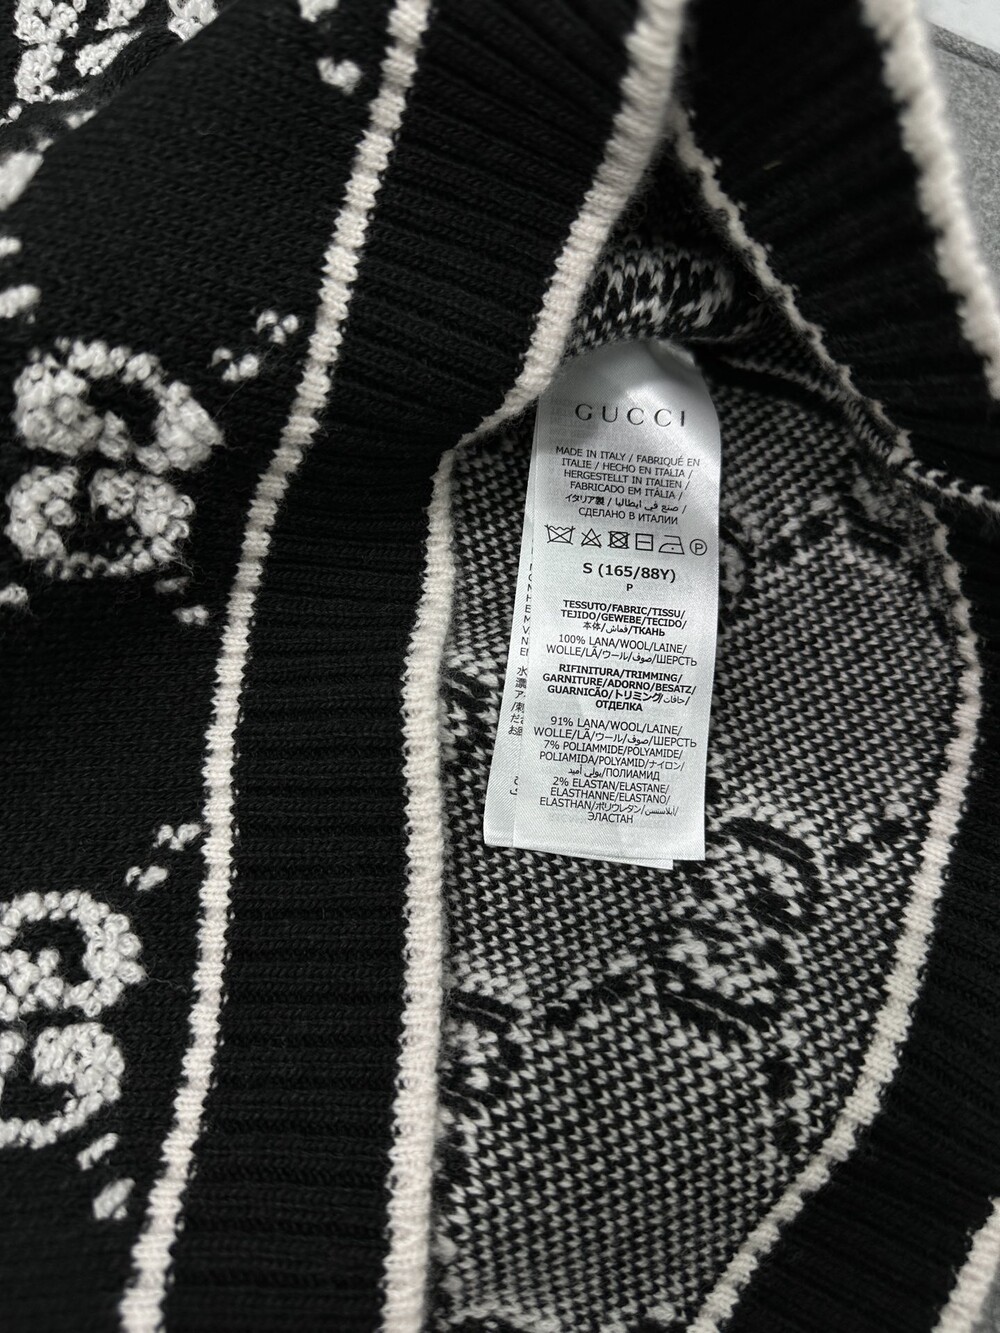 GUCCI
MADE IN ITALY / FABRIQUÉ EN
ITALIE / HECHO EN ITALIA /
HERGESTELLT IN ITALIEN /
FABRICADO EM ITÁLIA /
イタリア製 / صنع في ايطاليا /
СДЕЛАНО В ИТАЛИИ
P
S (165/88Y)
P
TESSUTO/FABRIC/TISSU/
TEJIDO/GEWEBE/TECIDO/
本体/قماش/ТКАНЬ
100% LANA/WOOL/LAINE/
WOLLE/LÃ/ウール/صوف/ШЕРСТЬ
RIFINITURA/TRIMMING/
GARNITURE/ADORNO/BESATZ/
GUARNICÃO/トリミング/حافات/
ОТДЕЛКА
91% LANA/WOOL/LAINE/
WOLLE/LÃ/ウール/صوف/ШЕРСТЬ
7% POLIAMMIDE/POLYAMIDE/
POLIAMIDA/POLYAMID/ナイロン/
بولي أميد/ПОЛИАМИД
2% ELASTAN/ELASTANE/
ELASTHANNE/ELASTANO/
ELASTHAN/ポリウレタン/ايلاستين/
ЭЛАСТАН